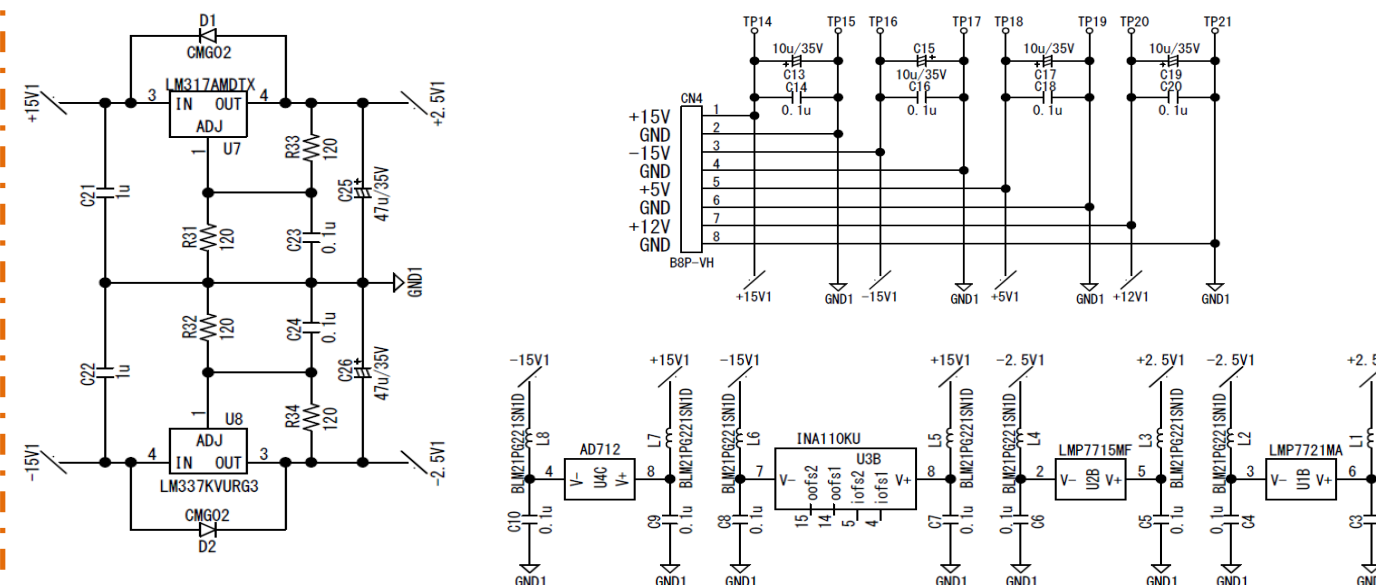 D1
CMG02
LM317AMDTX
+15V1
3
IN
OUT
4
+2.5V1
ADJ
1
U7
R33
120
C21
1u
C25
47u/35V
R31
120
C23
0.1u
GND1
R32
120
C24
0.1u
C22
1u
C26
47u/35V
1
U8
R34
120
ADJ
-15V1
4
IN
OUT
3
-2.5V1
LM337KVURG3
CMG02
D2
TP14
TP15
TP16
TP17
TP18
TP19
TP20
TP21
10u/35V
C13
C14
0.1u
C15
10u/35V
C16
0.1u
10u/35V
C17
C18
0.1u
10u/35V
C19
C20
0.1u
CN4
+15V
1
GND
2
-15V
3
GND
4
+5V
5
GND
6
+12V
7
GND
8
B8P-VH
+15V1
GND1
-15V1
GND1
+5V1
GND1
+12V1
GND1
-15V1
+15V1
BLM21PG221SN1D
L8
L7
BLM21PG221SN1D
AD712
4
V-
U4C
V+
8
C10
0.1u
C9
0.1u
GND1
GND1
-15V1
+15V1
BLM21PG221SN1D
L6
L5
BLM21PG221SN1D
INA110KU
U3B
7
V-
oofs2
oofs1
iofs2
iofs1
V+
8
15
14
5
4
C8
0.1u
C7
0.1u
GND1
GND1
-2.5V1
+2.5V1
BLM21PG221SN1D
L4
L3
BLM21PG221SN1D
LMP7715MF
2
V-
U2B
V+
5
0.1u
C6
C5
0.1u
GND1
GND1
-2.5V1
BLM21PG221SN1D
L2
L1
LMP7721MA
3
V-
U1B
V+
6
0.1u
C4
C3
GND1